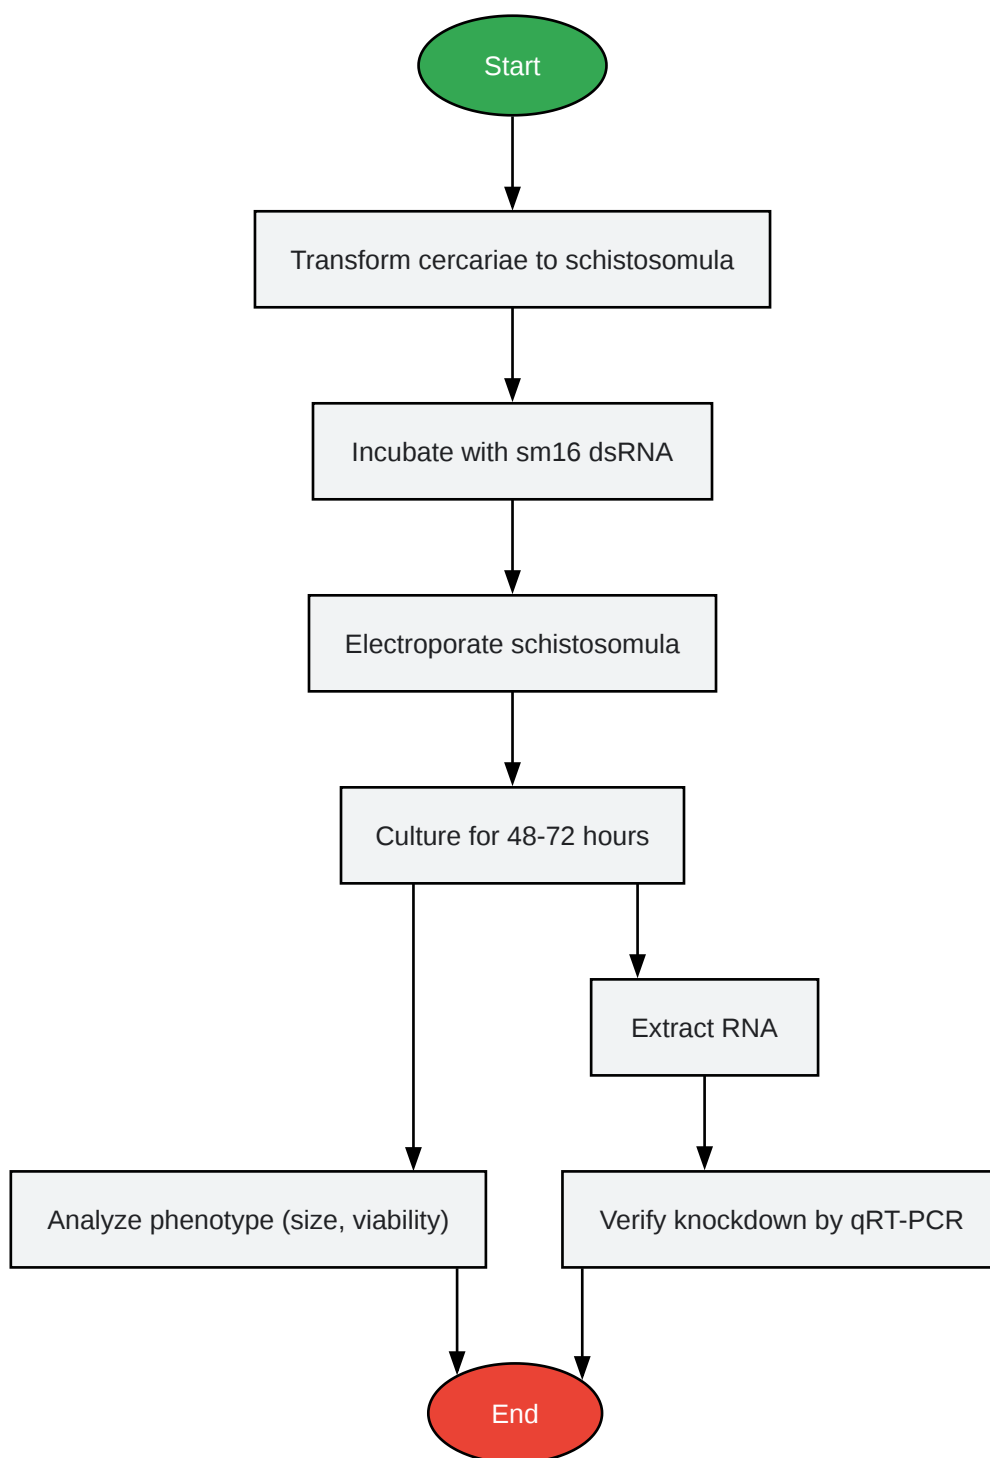 Start
Transform cercariae to schistosomula
Incubate with sm16 dsRNA
Electroporate schistosomula
Culture for 48-72 hours
Extract RNA
Analyze phenotype (size, viability)
Verify knockdown by qRT-PCR
End